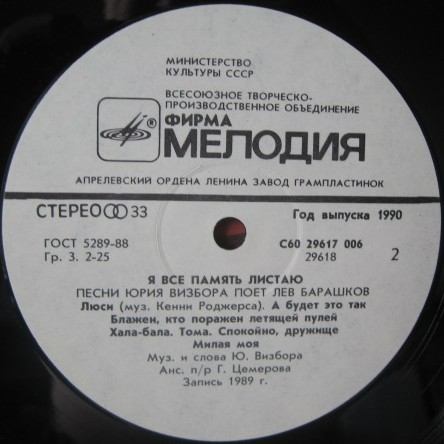 МИНИСТЕРСТВО
КУЛЬТУРЫ СССР
ВСЕСОЮЗНОЕ ТВОРЧЕСКО-
ПРОИЗВОДСТВЕННОЕ ОБЪЕДИНЕНИЕ
®
ФИРМА
МЕЛОДИЯ
АПРЕЛЕВСКИЙ ОРДЕНА ЛЕНИНА ЗАВОД ГРАМПЛАСТИНОК
СТЕРЕО 33
Год выпуска 1990
ГОСТ 5289-88
С60 29617 006
Гр. 3. 2-25
29618
2
Я ВСЕ ПАМЯТЬ ЛИСТАЮ
ПЕСНИ ЮРИЯ ВИЗБОРА ПОЕТ ЛЕВ БАРАШКОВ
Люси (муз. Кенни Роджерса). А будет это так
Блажен, кто поражен летящей пулей
Хала-бала. Тома. Спокойно, дружище
Милая моя
Муз. и слова Ю. Визбора
Анс. п/р Г. Цемерова
Запись 1989 г.